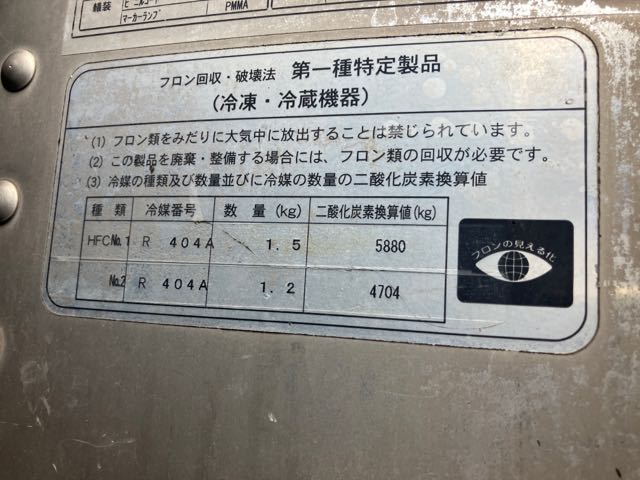 艤装
マーカーランプ PMMA
フロン回収・破壊法 第一種特定製品
(冷凍・冷蔵機器)
(1) フロン類をみだりに大気中に放出することは禁じられています。
(2) この製品を廃棄・整備する場合には、フロン類の回収が必要です。
(3) 冷媒の種類及び数量並びに冷媒の数量の二酸化炭素換算値
種類 冷媒番号 数量(kg) 二酸化炭素換算値(kg)
HFC No.1 R 404A 1.5 5880
No.2 R 404A 1.2 4704
フロンの見える化